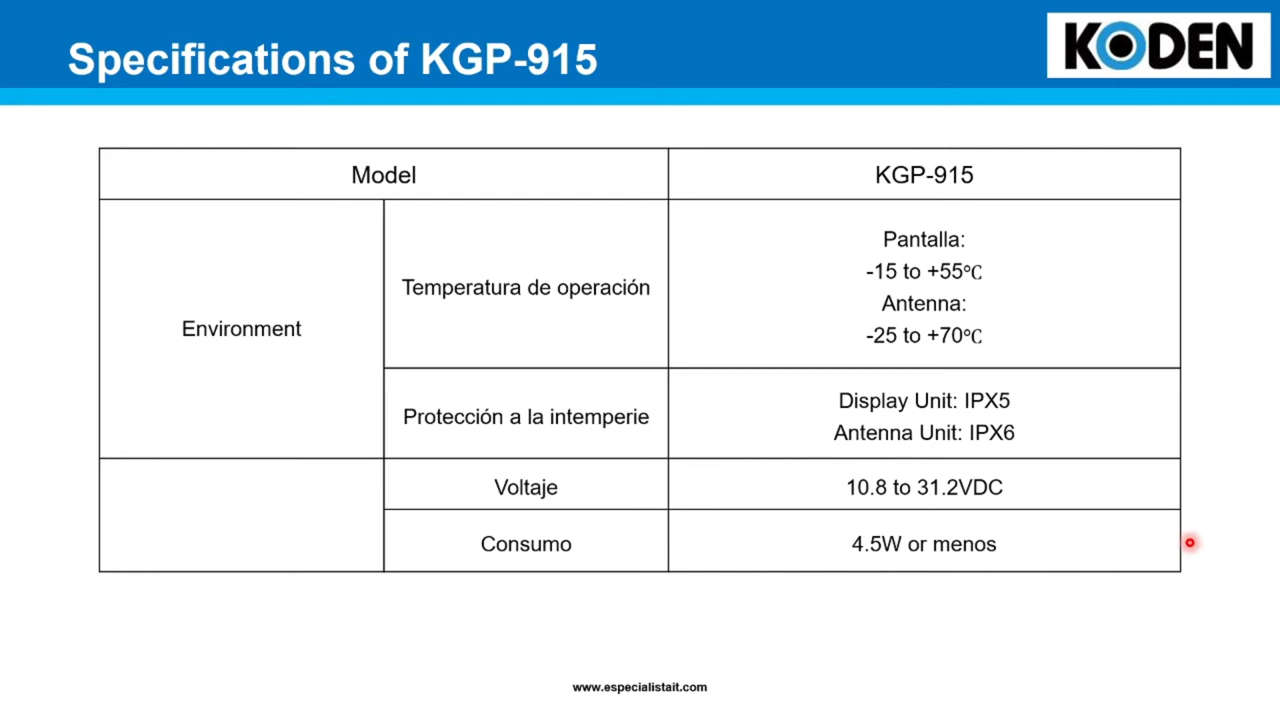 Specifications of KGP-915
KODEN
Model
KGP-915
Environment
Temperatura de operación
Pantalla:
-15 to +55℃
Antenna:
-25 to +70℃
Protección a la intemperie
Display Unit: IPX5
Antenna Unit: IPX6
Voltaje
10.8 to 31.2VDC
Consumo
4.5W or menos
www.especialistait.com